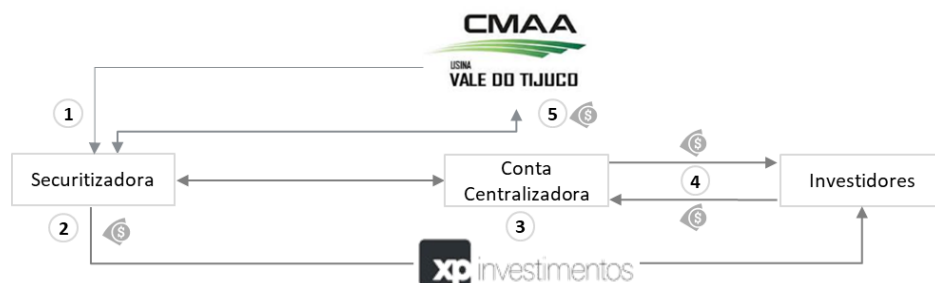 CMAA
USINA
VALE DO TIJUCO
1
5
$
$
Securitizadora
Conta
Centralizadora
4
Investidores
2
$
3
$
xp investimentos